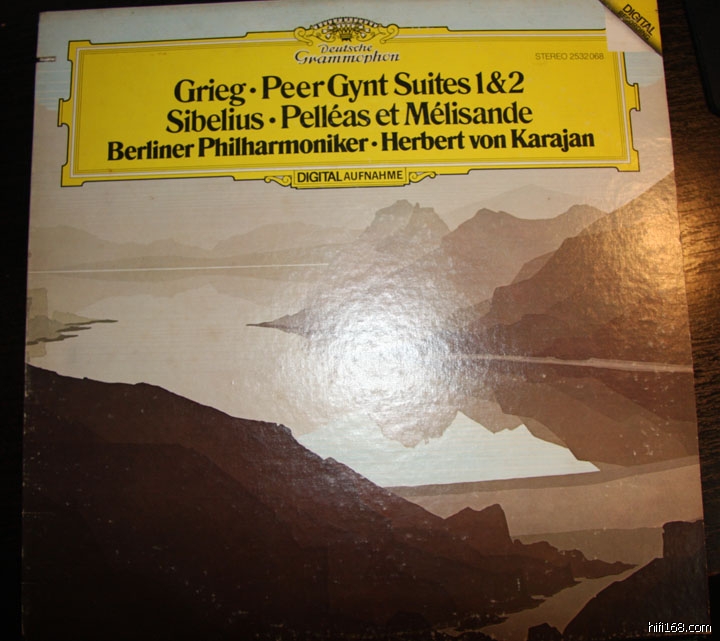 DIGITAL
Deutsche
Grammophon
STEREO 2532 068
Grieg · Peer Gynt Suites 1 & 2
Sibelius · Pelléas et Mélisande
Berliner Philharmoniker · Herbert von Karajan
DIGITAL AUFNAHME
hifi168.com